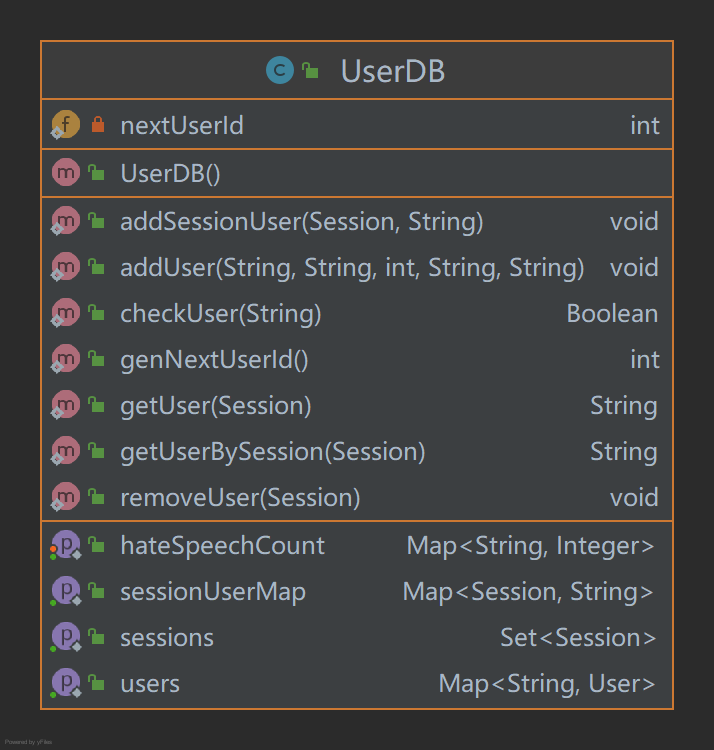 C UserDB
f nextUserId int
m UserDB()
m addSessionUser(Session, String) void
m addUser(String, String, int, String, String) void
m checkUser(String) Boolean
m genNextUserId() int
m getUser(Session) String
m getUserBySession(Session) String
m removeUser(Session) void
p hateSpeechCount Map<String, Integer>
p sessionUserMap Map<Session, String>
p sessions Set<Session>
p users Map<String, User>
Powered by yFiles